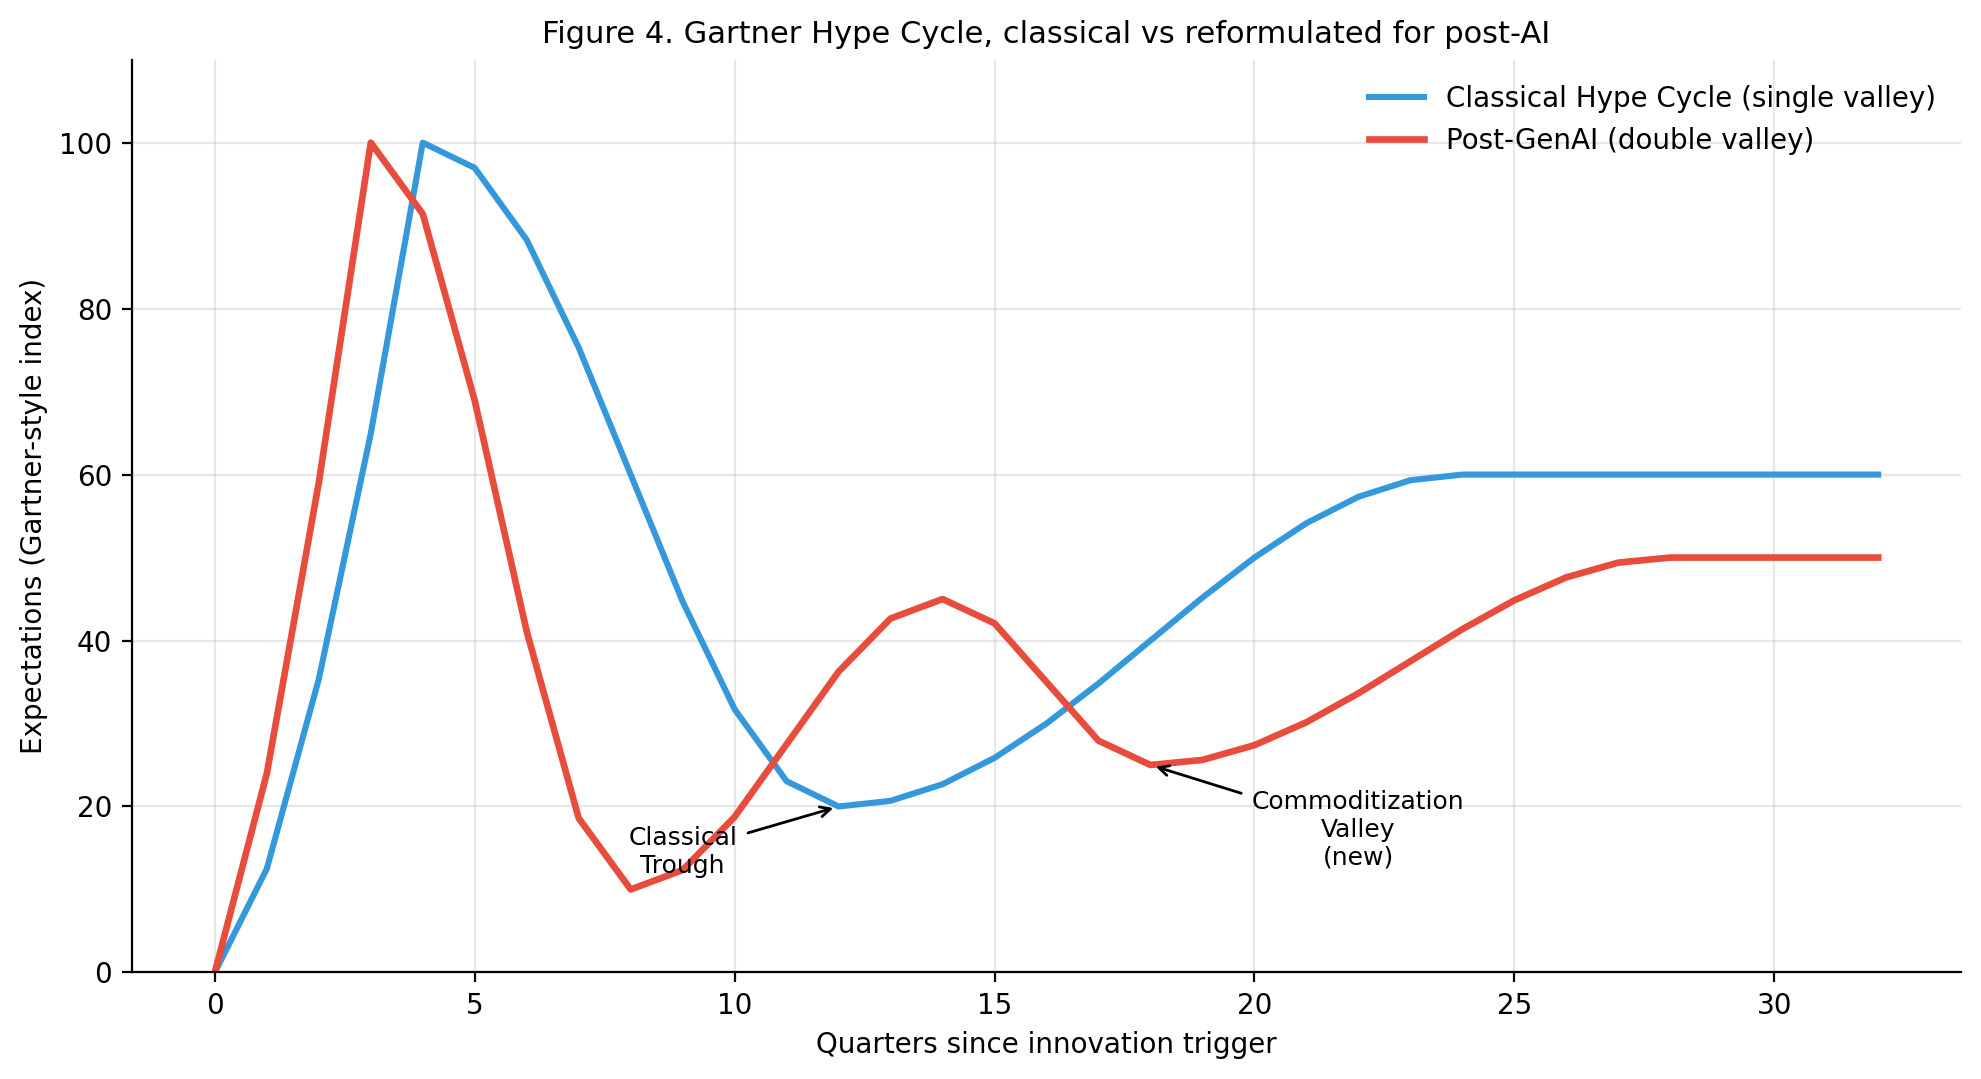 Figure 4. Gartner Hype Cycle, classical vs reformulated for post-AI
Classical Hype Cycle (single valley)
Post-GenAI (double valley)
Expectations (Gartner-style index)
100
80
60
40
20
0
Classical
Trough
Commoditization
Valley
(new)
0 5 10 15 20 25 30
Quarters since innovation trigger